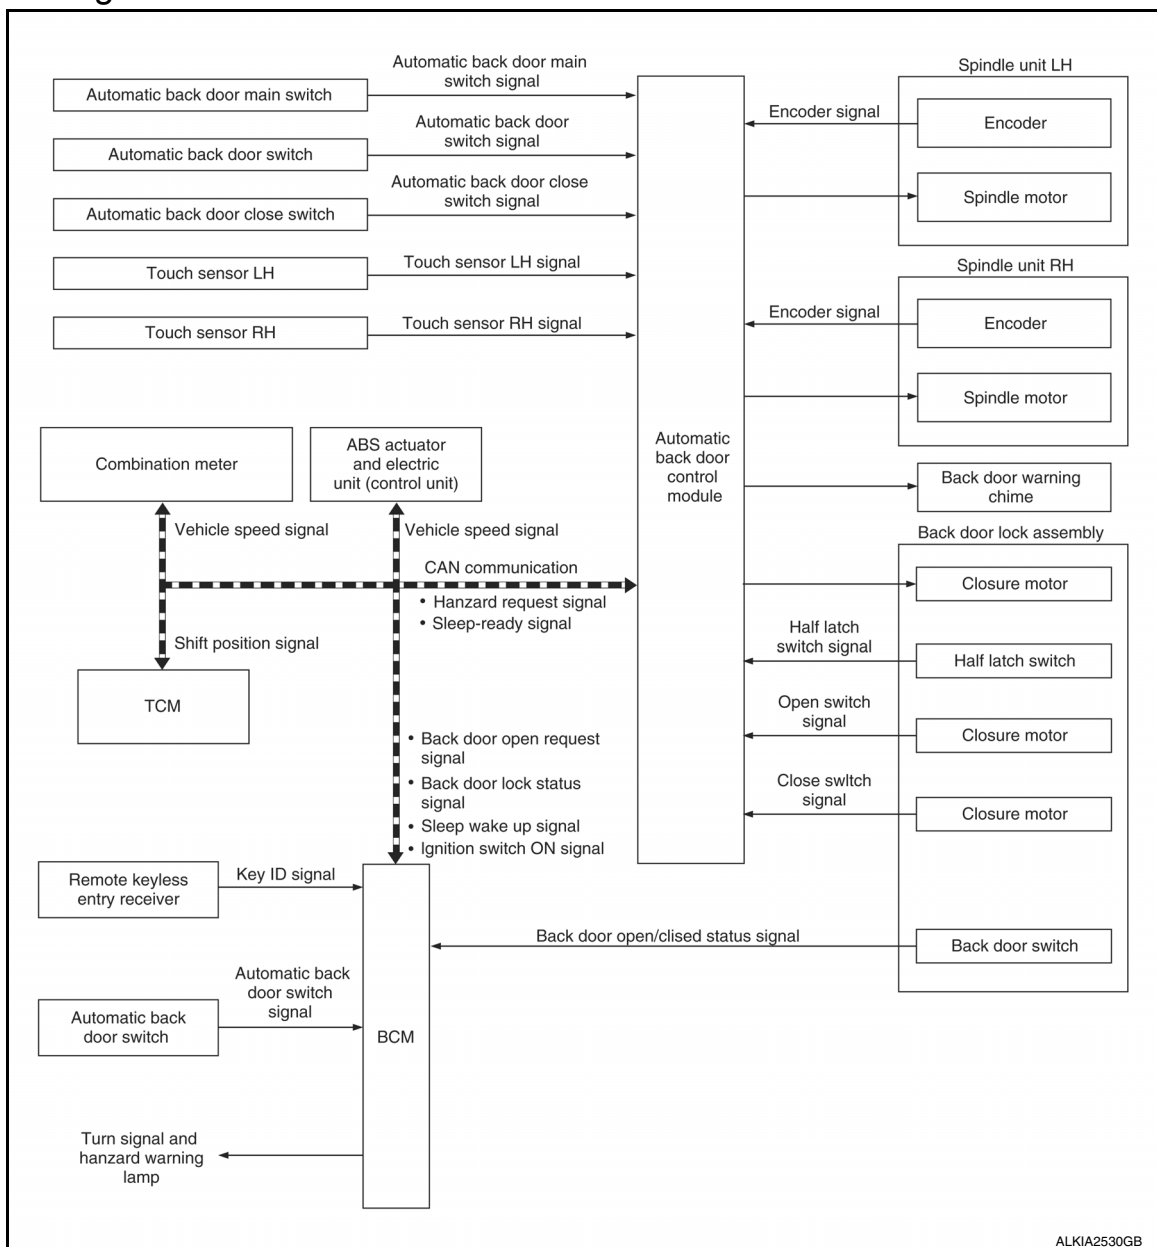 Automatic back door main
switch signal
Automatic back door main switch
Automatic back door
switch signal
Automatic back door switch
Automatic back door close
switch signal
Automatic back door close switch
Touch sensor LH signal
Touch sensor LH
Touch sensor RH signal
Touch sensor RH
Spindle unit LH
Encoder signal
Encoder
Spindle motor
Spindle unit RH
Encoder signal
Encoder
Spindle motor
Automatic
back door
control
module
Back door warning
chime
Combination meter
ABS actuator
and electric
unit (control unit)
Vehicle speed signal
Vehicle speed signal
CAN communication
• Hanzard request signal
• Sleep-ready signal
Shift position signal
TCM
Back door lock assembly
Closure motor
Half latch
switch signal
Half latch switch
Open switch
signal
Closure motor
Close swltch
signal
Closure motor
• Back door open request
signal
• Back door lock status
signal
• Sleep wake up signal
• Ignition switch ON signal
Remote keyless
entry receiver
Key ID signal
Back door open/clised status signal
Back door switch
Automatic back
door switch
signal
Automatic back
door switch
BCM
Turn signal and
hanzard warning
lamp
ALKIA2530GB